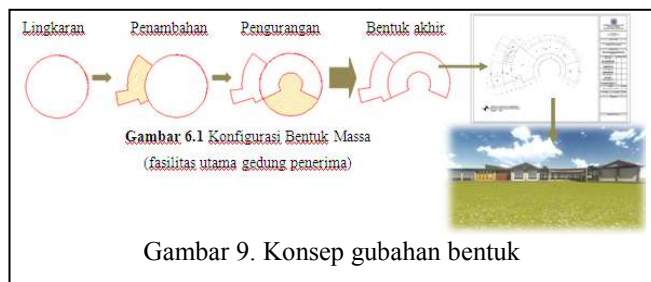 Lingkaran Penambahan Pengurangan Bentuk akhir
Gambar 6.1 Konfigurasi Bentuk Massa
(fasilitas utama gedung penerima)
Gambar 9. Konsep gubahan bentuk